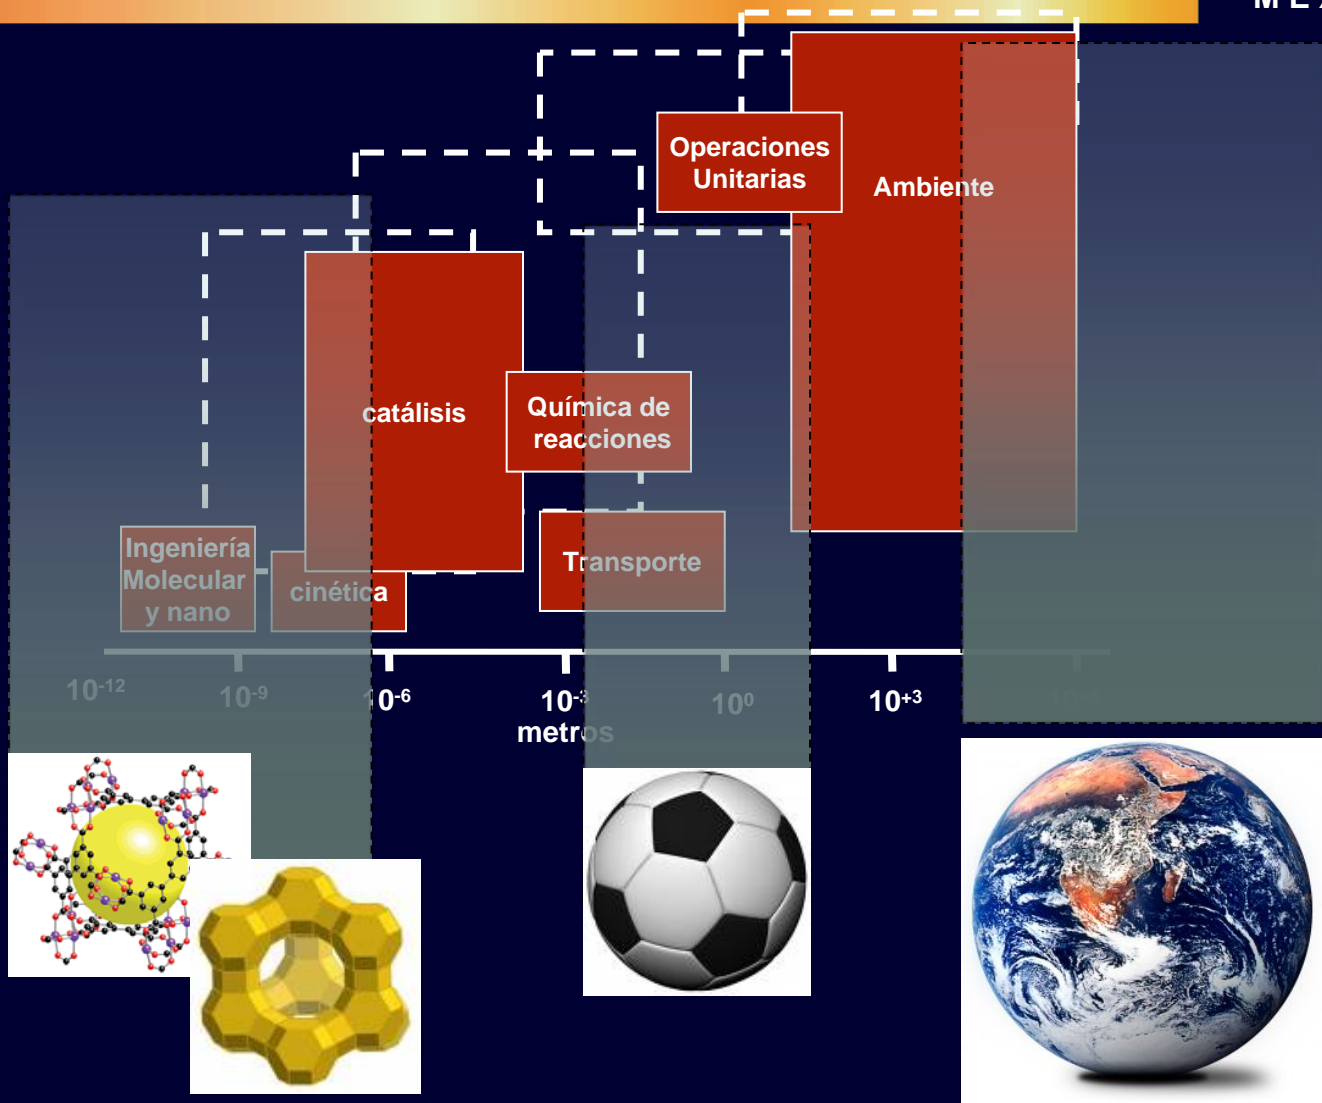 Operaciones
Unitarias
Ambiente
catálisis
Química de
reacciones
Ingeniería
Molecular
y nano
cinética
Transporte
10-12
10-9
0-6
10-3
100
10+3
metros